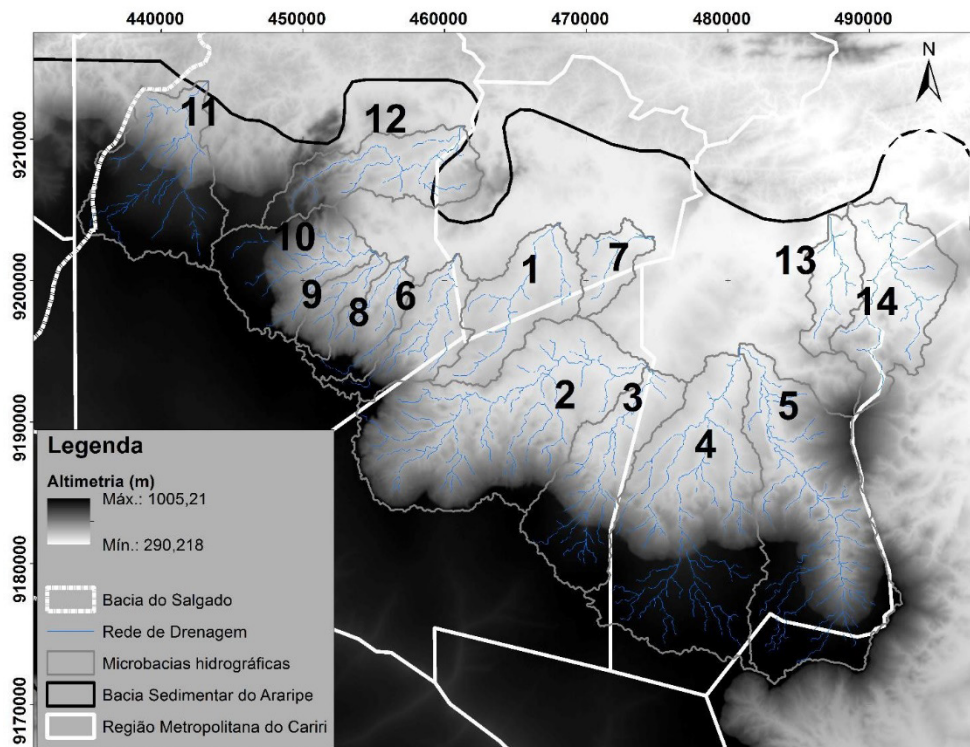 440000 450000 460000 470000 480000 490000
N
11
12
9210000
10
1
7
13
9200000
9
8
6
14
2
3
5
9190000
4
Legenda
Altimetria (m)
Máx.: 1005,21
Mín.: 290,218
9180000
Bacia do Salgado
Rede de Drenagem
Microbacias hidrográficas
Bacia Sedimentar do Araripe
9170000
Região Metropolitana do Cariri